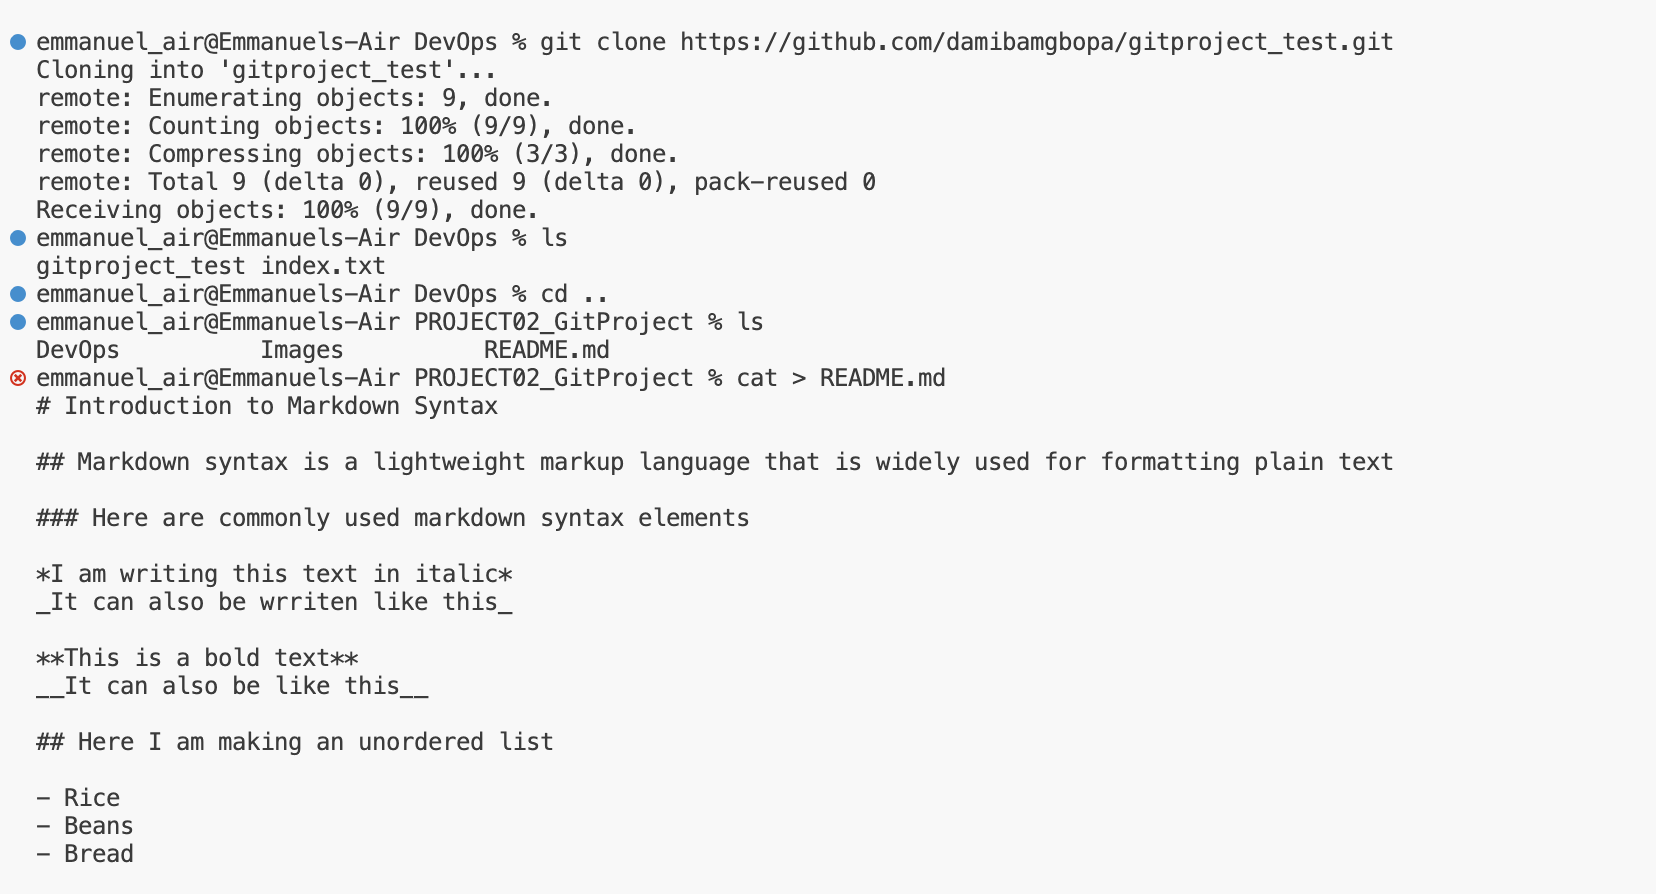 emmanuel_air@Emmanuels-Air DevOps % git clone https://github.com/damibamgbopa/gitproject_test.git
Cloning into 'gitproject_test'...
remote: Enumerating objects: 9, done.
remote: Counting objects: 100% (9/9), done.
remote: Compressing objects: 100% (3/3), done.
remote: Total 9 (delta 0), reused 9 (delta 0), pack-reused 0
Receiving objects: 100% (9/9), done.
emmanuel_air@Emmanuels-Air DevOps % ls
gitproject_test index.txt
emmanuel_air@Emmanuels-Air DevOps % cd ..
emmanuel_air@Emmanuels-Air PROJECT02_GitProject % ls
DevOps          Images          README.md
emmanuel_air@Emmanuels-Air PROJECT02_GitProject % cat > README.md
# Introduction to Markdown Syntax
## Markdown syntax is a lightweight markup language that is widely used for formatting plain text
### Here are commonly used markdown syntax elements
*I am writing this text in italic*
_It can also be wrriten like this_
**This is a bold text**
__It can also be like this__
## Here I am making an unordered list
- Rice
- Beans
- Bread